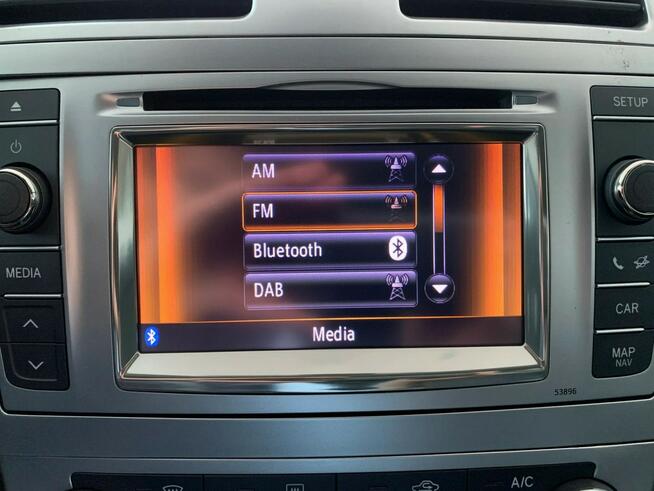 SETUP
AM
FM
Bluetooth
DAB
Media
MEDIA
CAR
MAP
NAV
53896
A/C